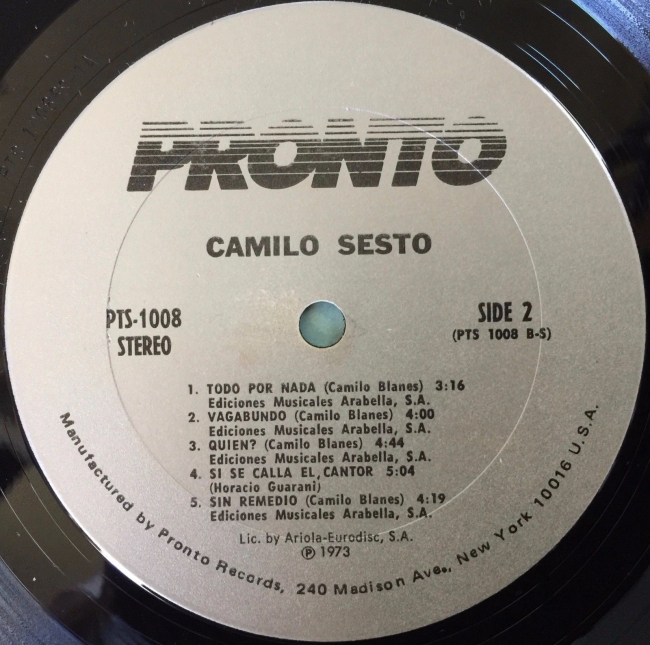 PRONTO
CAMILO SESTO
PTS-1008
STEREO
SIDE 2
(PTS 1008 B-S)
1. TODO POR NADA (Camilo Blanes) 3:16
Ediciones Musicales Arabella, S.A.
2. VAGABUNDO (Camilo Blanes) 4:00
Ediciones Musicales Arabella, S.A.
3. QUIEN? (Camilo Blanes) 4:44
Ediciones Musicales Arabella, S.A.
4. SI SE CALLA EL, CANTOR 5:04
(Horacio Guarani)
5. SIN REMEDIO (Camilo Blanes) 4:19
Ediciones Musicales Arabella, S.A.
Lic. by Ariola-Eurodisc, S.A.
℗ 1973
Manufactured by Pronto Records, 240 Madison Ave., New York 10016 U.S.A.